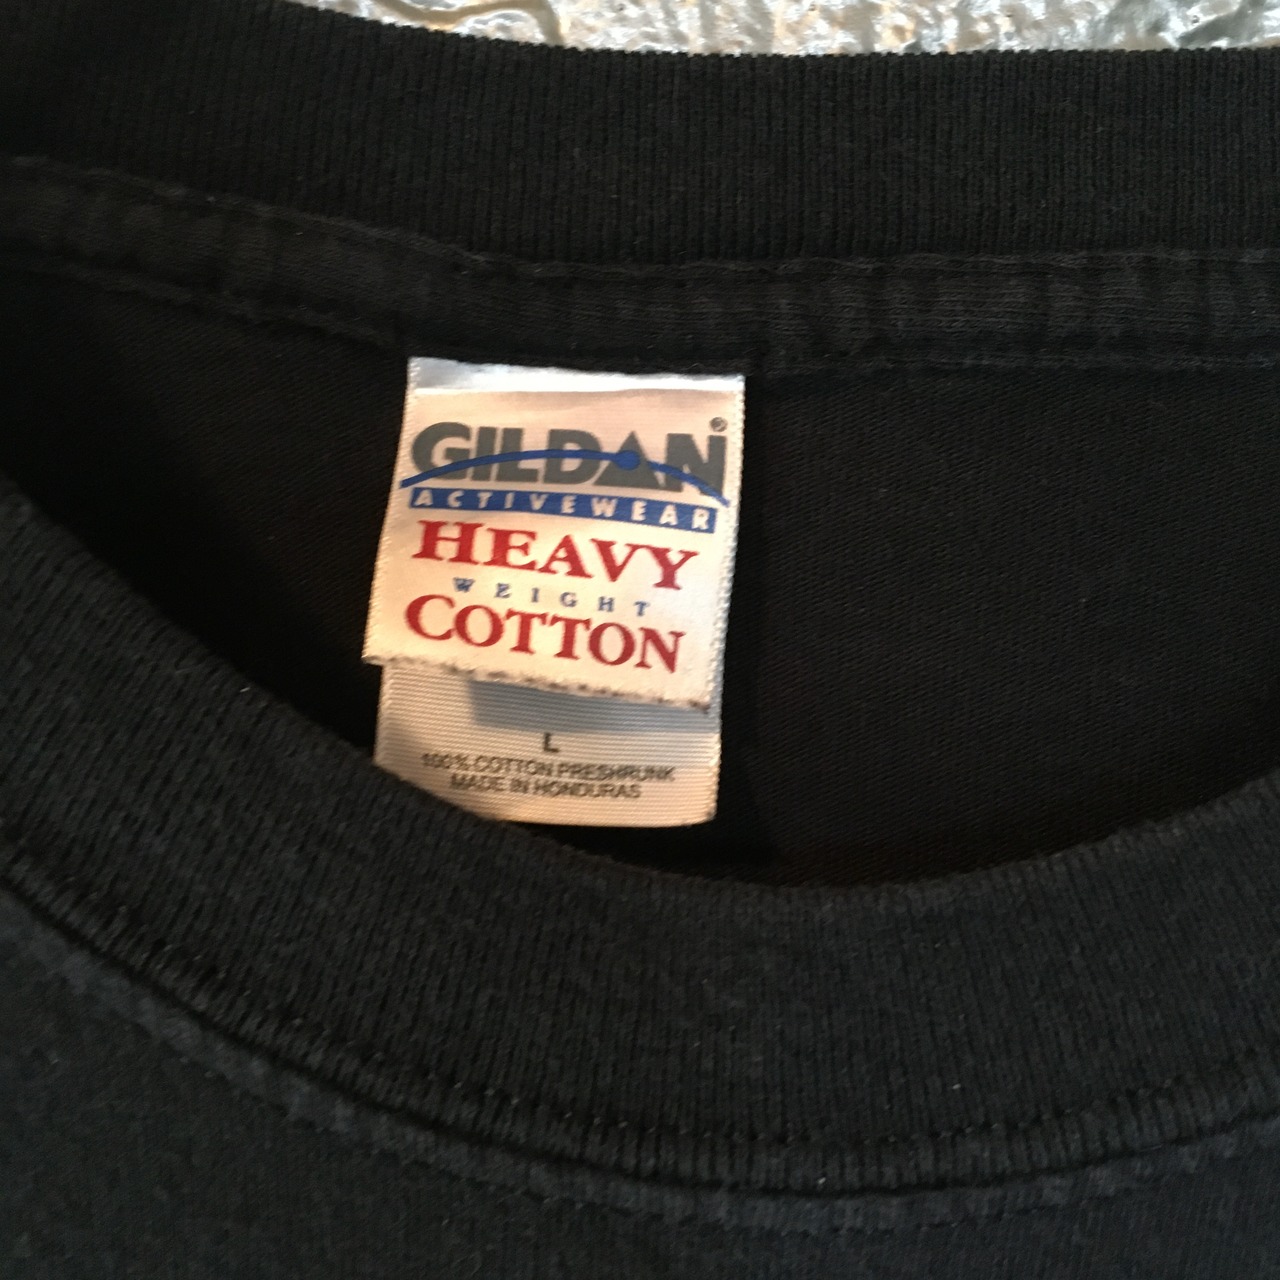 GILDAN®
ACTIVEWEAR
HEAVY
WEIGHT
COTTON
L
100% COTTON PRESHRUNK
MADE IN HONDURAS